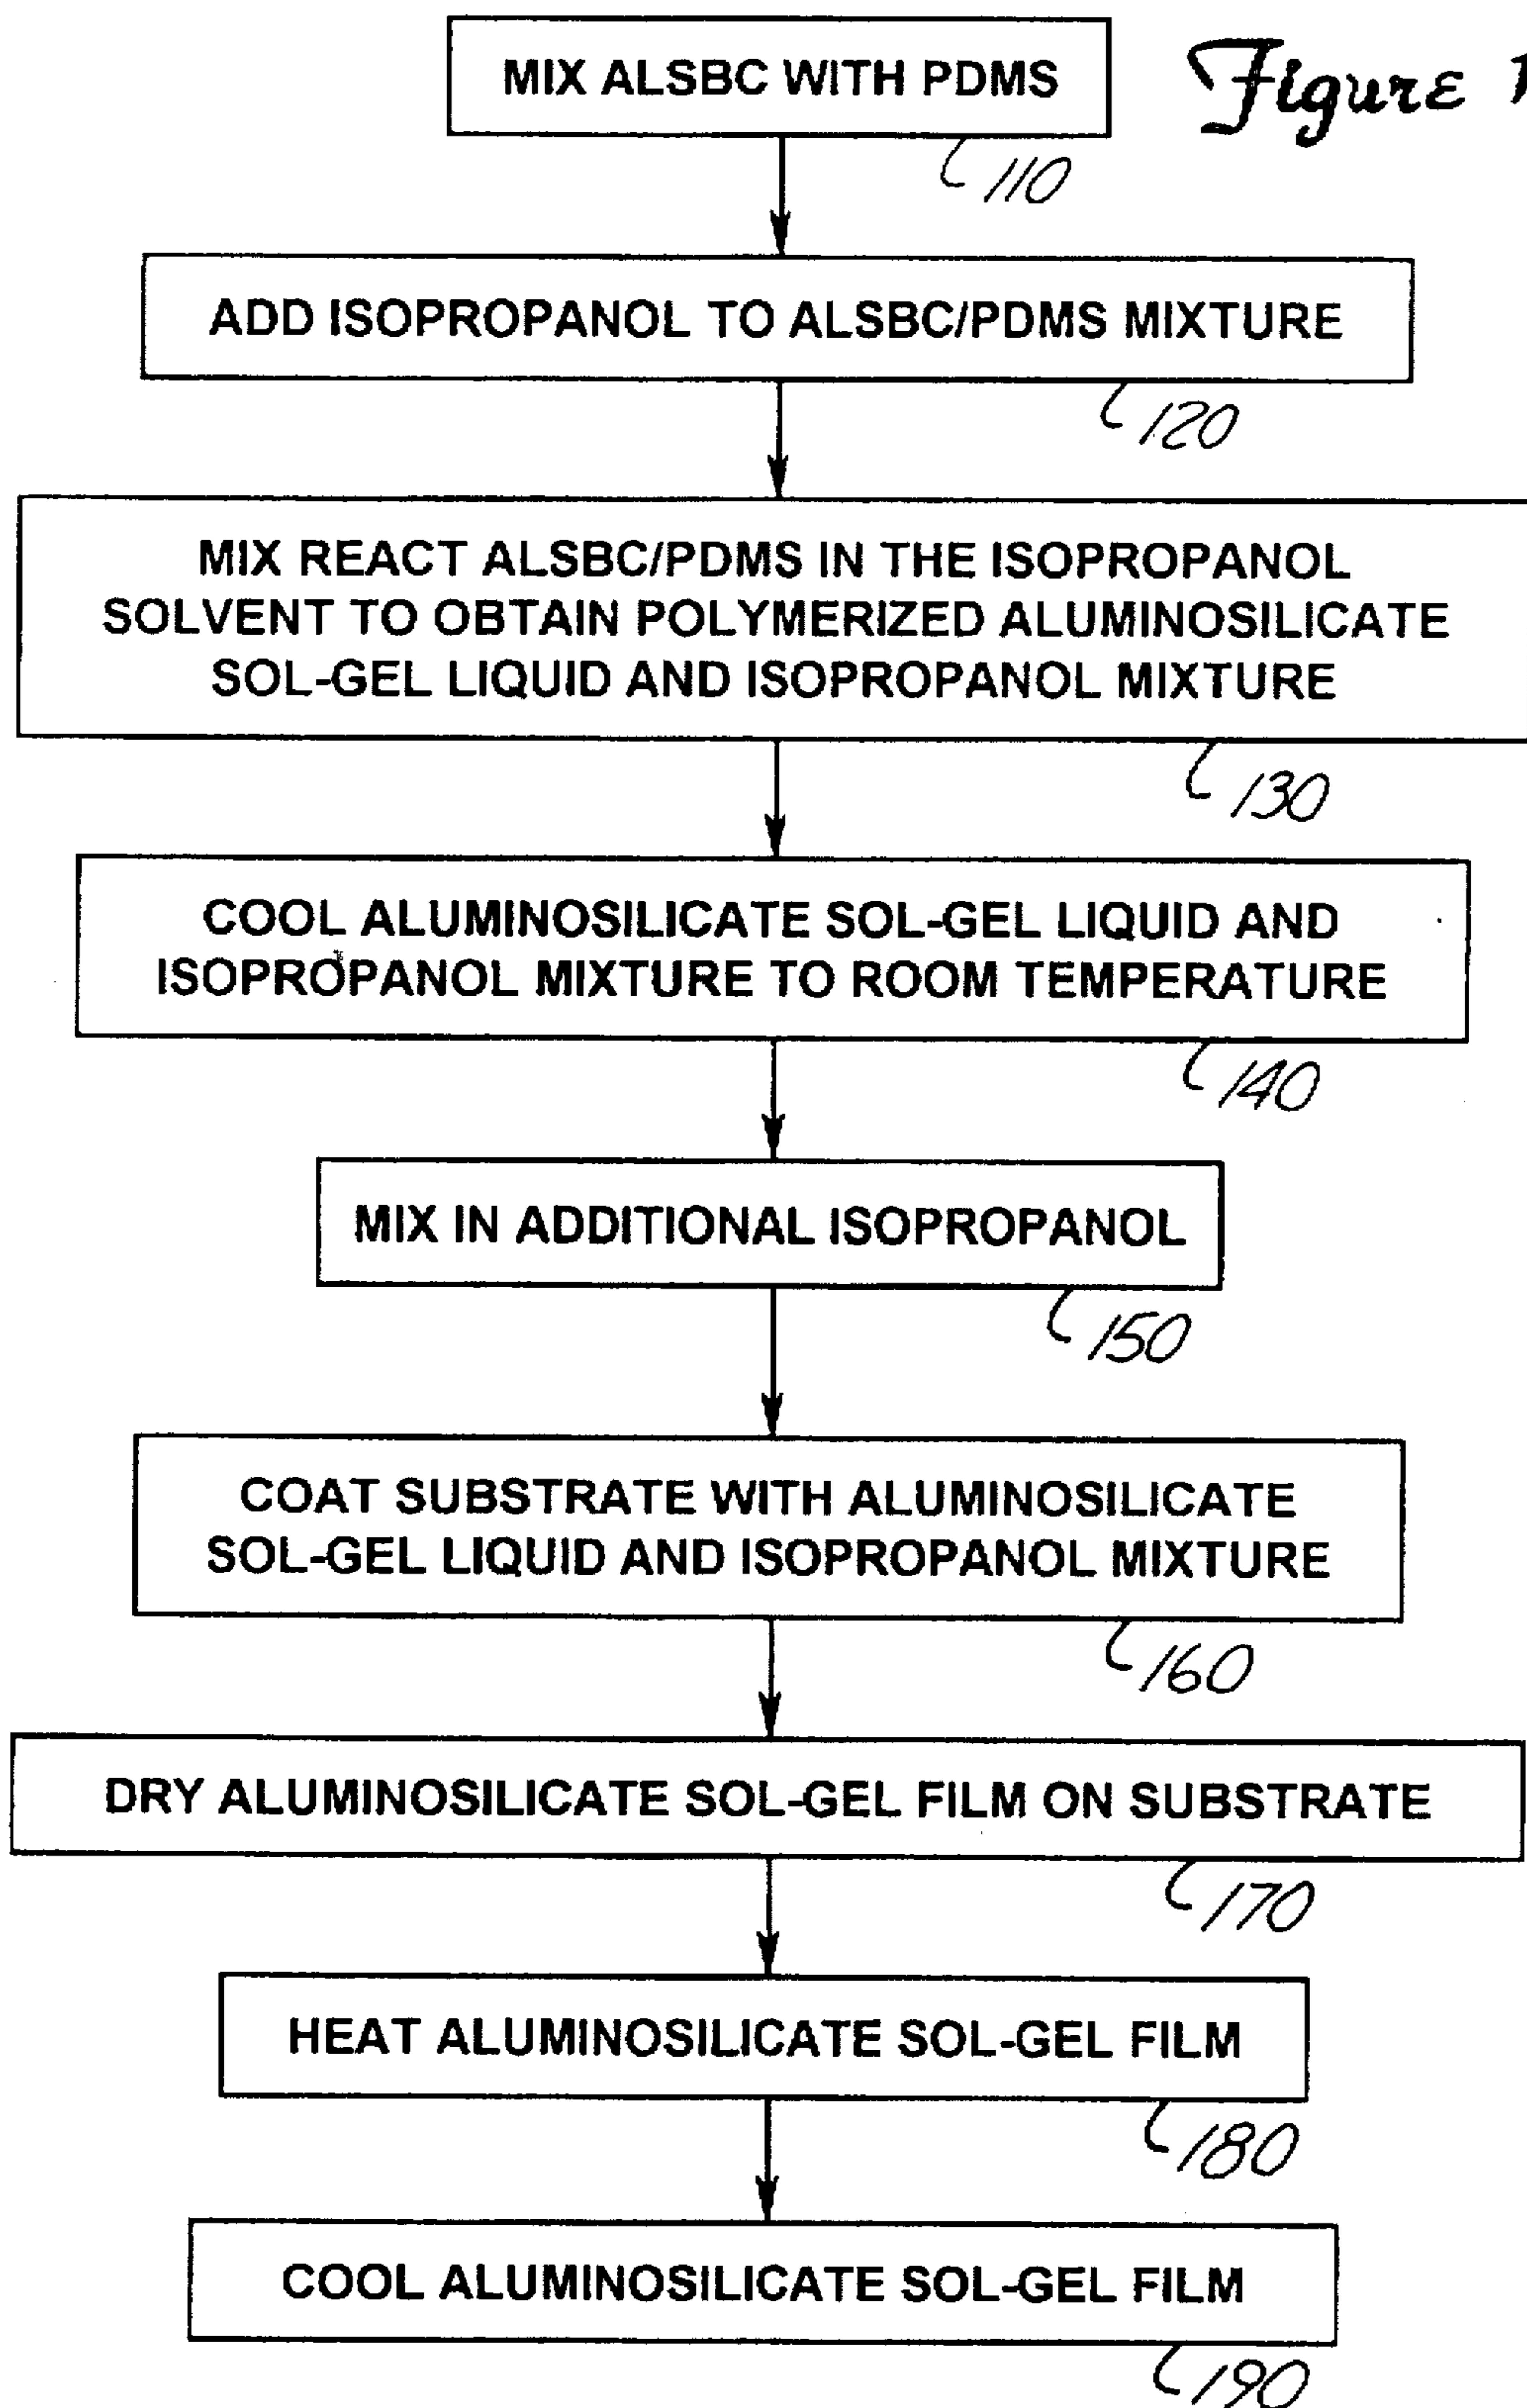 MIX ALSBC WITH PDMS
Figure 1
110
ADD ISOPROPANOL TO ALSBC/PDMS MIXTURE
120
MIX REACT ALSBC/PDMS IN THE ISOPROPANOL
SOLVENT TO OBTAIN POLYMERIZED ALUMINOSILICATE
SOL-GEL LIQUID AND ISOPROPANOL MIXTURE
130
COOL ALUMINOSILICATE SOL-GEL LIQUID AND
ISOPROPANOL MIXTURE TO ROOM TEMPERATURE
140
MIX IN ADDITIONAL ISOPROPANOL
150
COAT SUBSTRATE WITH ALUMINOSILICATE
SOL-GEL LIQUID AND ISOPROPANOL MIXTURE
160
DRY ALUMINOSILICATE SOL-GEL FILM ON SUBSTRATE
170
HEAT ALUMINOSILICATE SOL-GEL FILM
180
COOL ALUMINOSILICATE SOL-GEL FILM
190